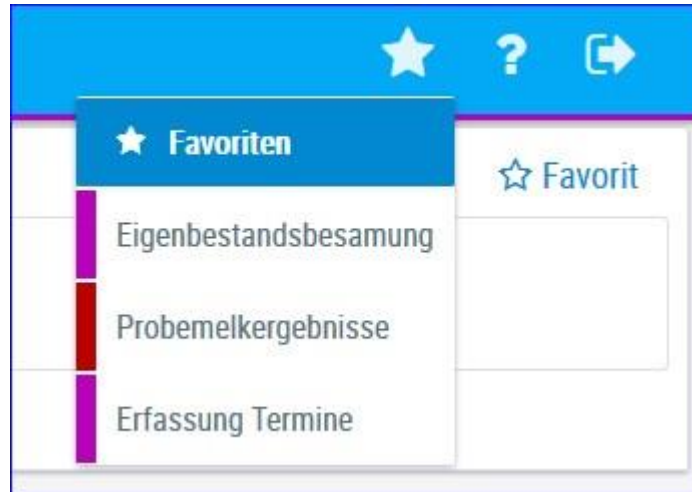 ?
Favoriten
Favorit
Eigenbestandsbesamung
Probemelkergebnisse
Erfassung Termine